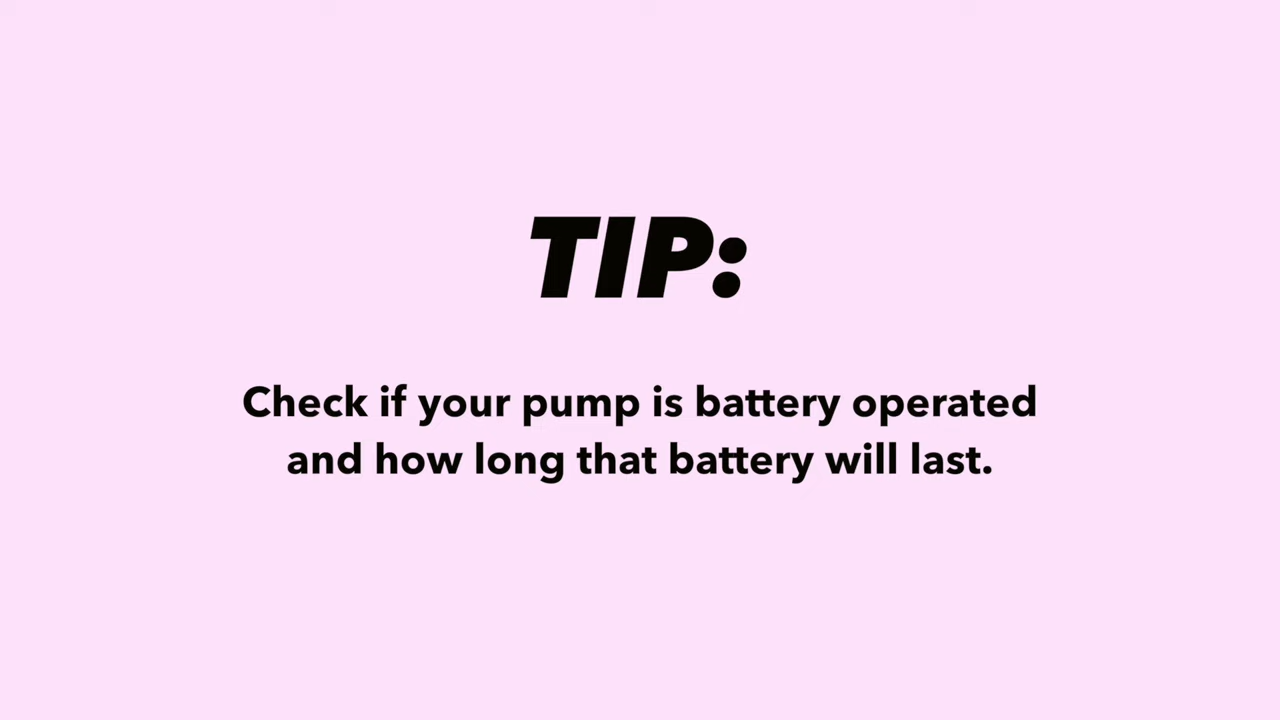 TIP:
Check if your pump is battery operated
and how long that battery will last.